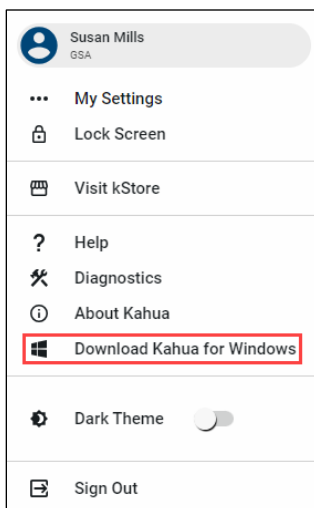 Susan Mills
GSA
My Settings
Lock Screen
Visit kStore
Help
Diagnostics
About Kahua
Download Kahua for Windows
Dark Theme
Sign Out